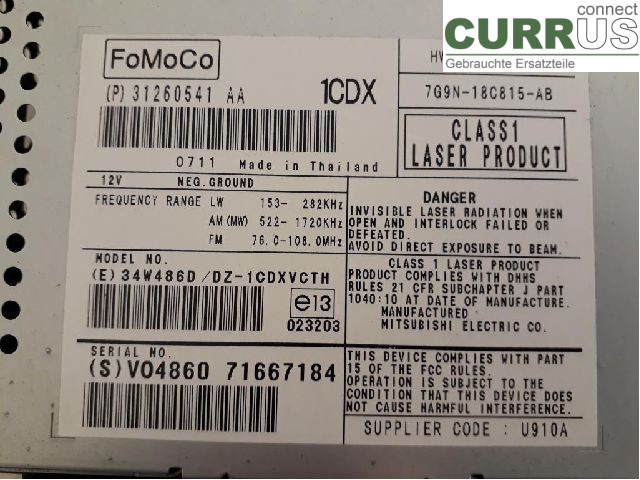 connect
CURRUS
Gebrauchte Ersatzteile
FoMoCo
(P) 31260541 AA
1CDX
7G9N-18C815-AB
CLASS1
LASER PRODUCT
0711 Made in Thailand
12V NEG.GROUND
FREQUENCY RANGE LW 153- 282KHz
AM(MW) 522- 1720KHz
FM 76.0-108.0MHz
DANGER
INVISIBLE LASER RADIATION WHEN
OPEN AND INTERLOCK FAILED OR
DEFEATED.
AVOID DIRECT EXPOSURE TO BEAM.
MODEL NO.
(E) 34W486D/DZ-1CDXVCTH
e13
023203
CLASS 1 LASER PRODUCT
PRODUCT COMPLIES WITH DHHS
RULES 21 CFR SUBCHAPTER J PART
1040:10 AT DATE OF MANUFACTURE.
MANUFACTURED
MITSUBISHI ELECTRIC CO.
SERIAL NO.
(S) VO4860 71667184
THIS DEVICE COMPLIES WITH PART
15 OF THE FCC RULES.
OPERATION IS SUBJECT TO THE
CONDITION THAT THIS DEVICE DOES
NOT CAUSE HARMFUL INTERFERENCE.
SUPPLIER CODE : U910A